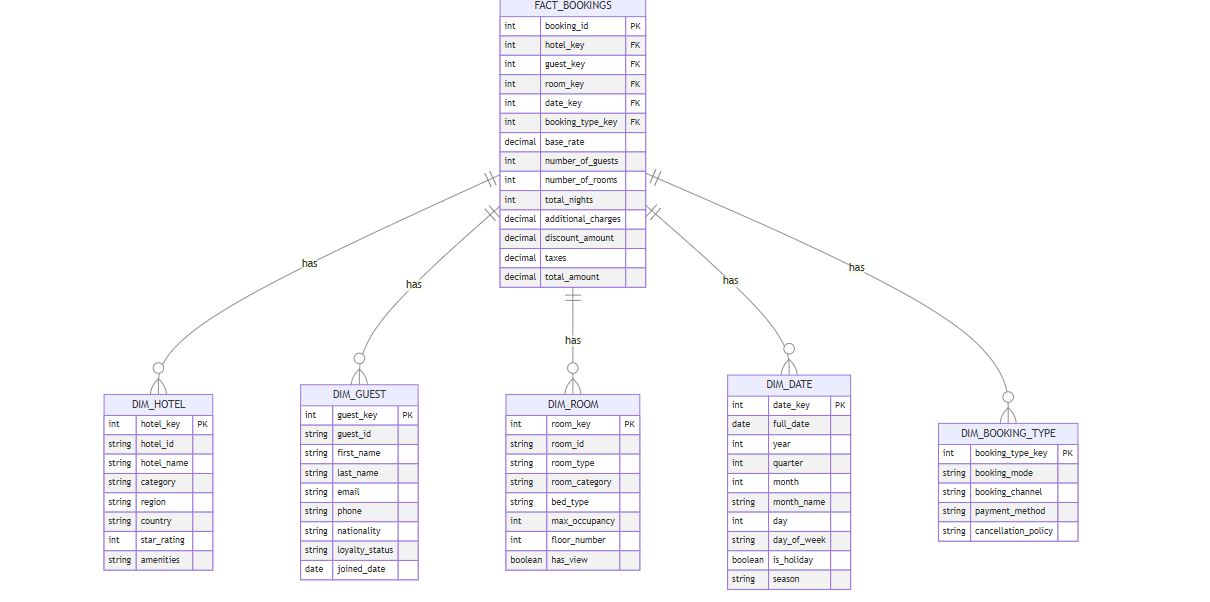 FACT_BOOKINGS
int booking_id PK
int hotel_key FK
int guest_key FK
int room_key FK
int date_key FK
int booking_type_key FK
decimal base_rate
int number_of_guests
int number_of_rooms
int total_nights
decimal additional_charges
decimal discount_amount
decimal taxes
decimal total_amount
has
has
has
has
has
DIM_HOTEL
int hotel_key PK
string hotel_id
string hotel_name
string category
string region
string country
int star_rating
string amenities
DIM_GUEST
int guest_key PK
string guest_id
string first_name
string last_name
string email
string phone
string nationality
string loyalty_status
date joined_date
DIM_ROOM
int room_key PK
string room_id
string room_type
string room_category
string bed_type
int max_occupancy
int floor_number
boolean has_view
DIM_DATE
int date_key PK
date full_date
int year
int quarter
int month
string month_name
int day
string day_of_week
boolean is_holiday
string season
DIM_BOOKING_TYPE
int booking_type_key PK
string booking_mode
string booking_channel
string payment_method
string cancellation_policy